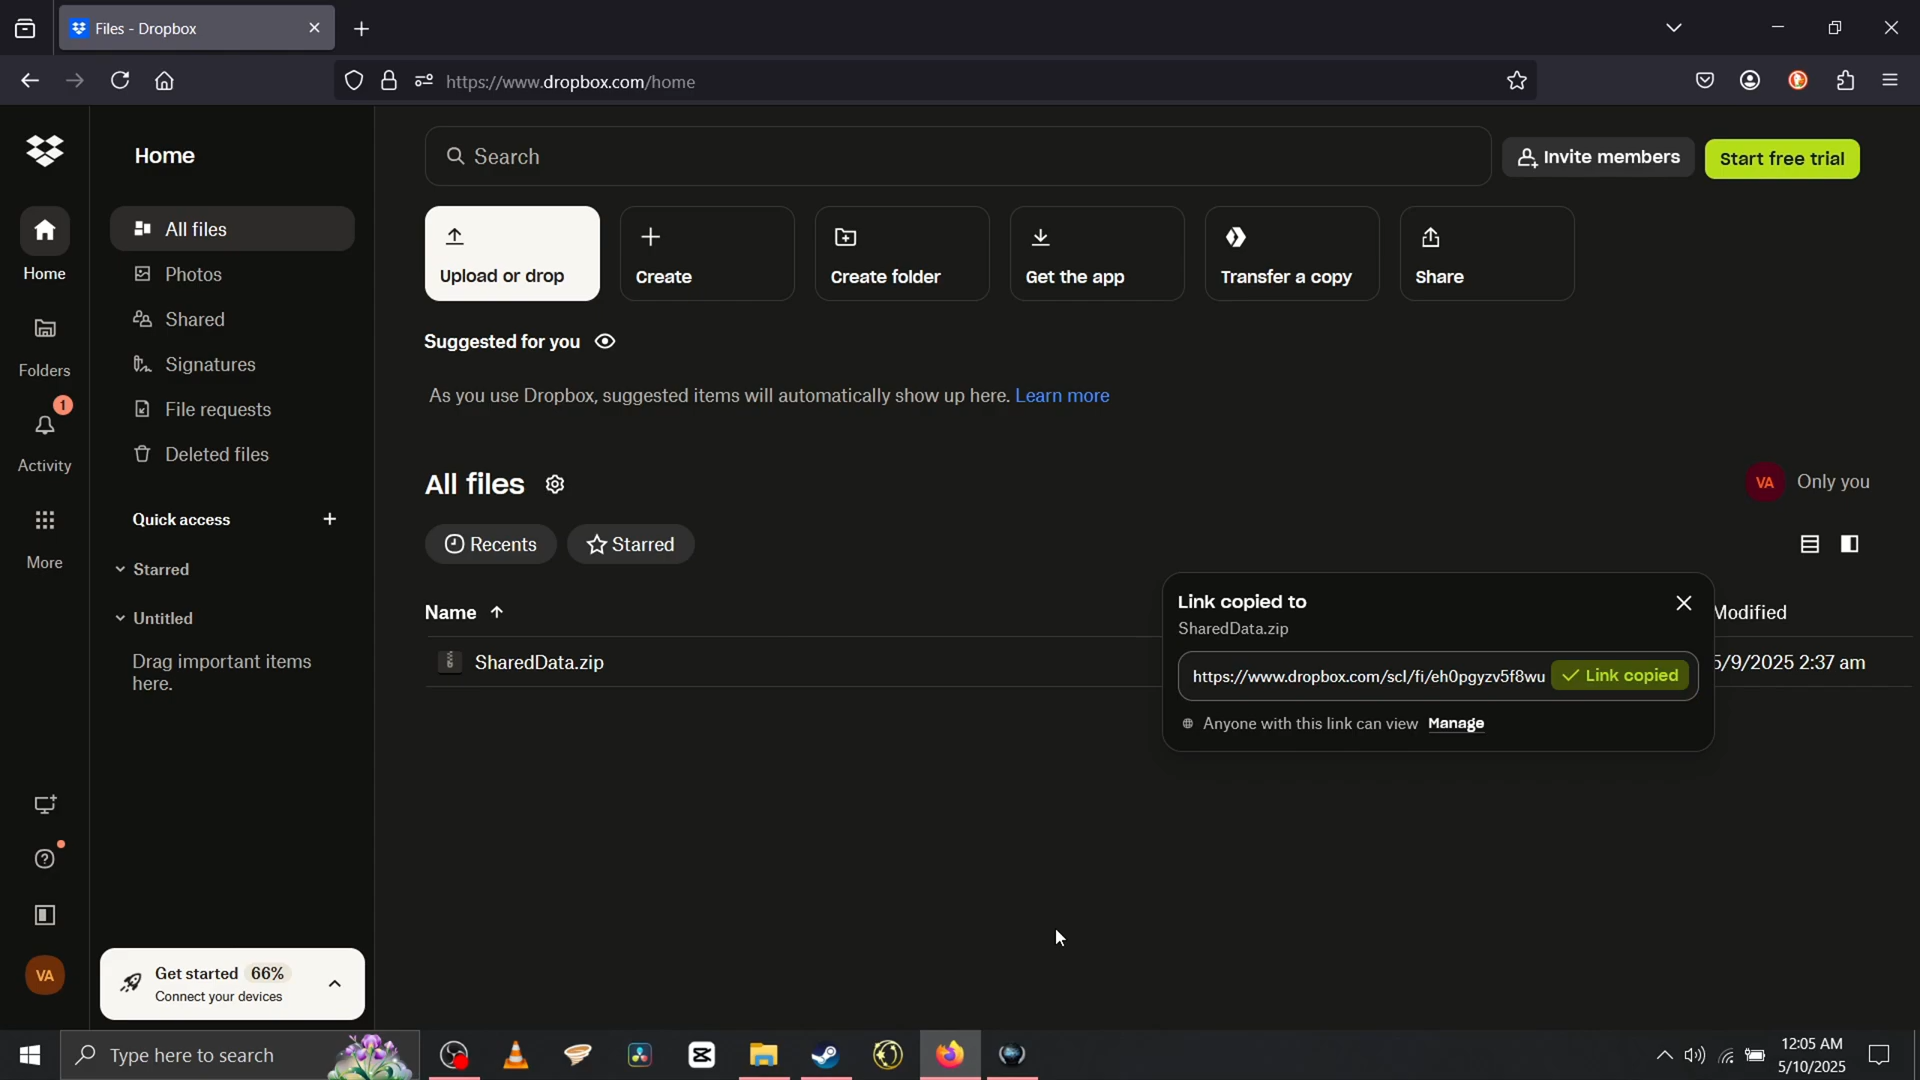 Files - Dropbox
https://www.dropbox.com/home
Home
Folders
1
Activity
More
VA
Home
All files
Photos
Shared
Signatures
File requests
Deleted files
Quick access
Starred
Untitled
Drag important items
here.
Get started 66%
Connect your devices
Search
Invite members
Start free trial
Upload or drop
Create
Create folder
Get the app
Transfer a copy
Share
Suggested for you
As you use Dropbox, suggested items will automatically show up here. Learn more
All files
VA Only you
Recents
Starred
Name
Modified
SharedData.zip
5/9/2025 2:37 am
Link copied to
SharedData.zip
https://www.dropbox.com/scl/fi/eh0pgyzv5f8wu
Link copied
Anyone with this link can view Manage
Type here to search
12:05 AM
5/10/2025